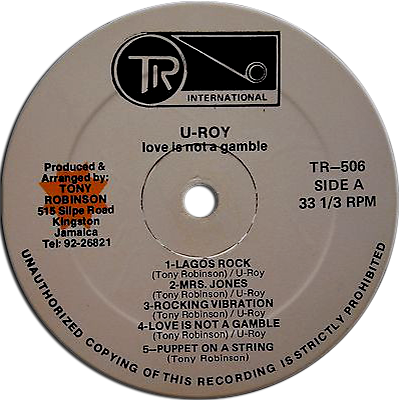 TR
INTERNATIONAL
U-ROY
love is not a gamble
Produced &
Arranged by:
TONY
ROBINSON
515 Silpe Road
Kingston
Jamaica
Tel: 92-26821
TR-506
SIDE A
33 1/3 RPM
1-LAGOS ROCK
(Tony Robinson)/U-Roy
2-MRS. JONES
(Tony Robinson)/U-Roy
3-ROCKING VIBRATION
(Tony Robinson)/U-Roy
4-LOVE IS NOT A GAMBLE
(Tony Robinson)/U-Roy
5-PUPPET ON A STRING
(Tony Robinson)
UNAUTHORIZED COPYING OF THIS RECORDING IS STRICTLY PROHIBITED